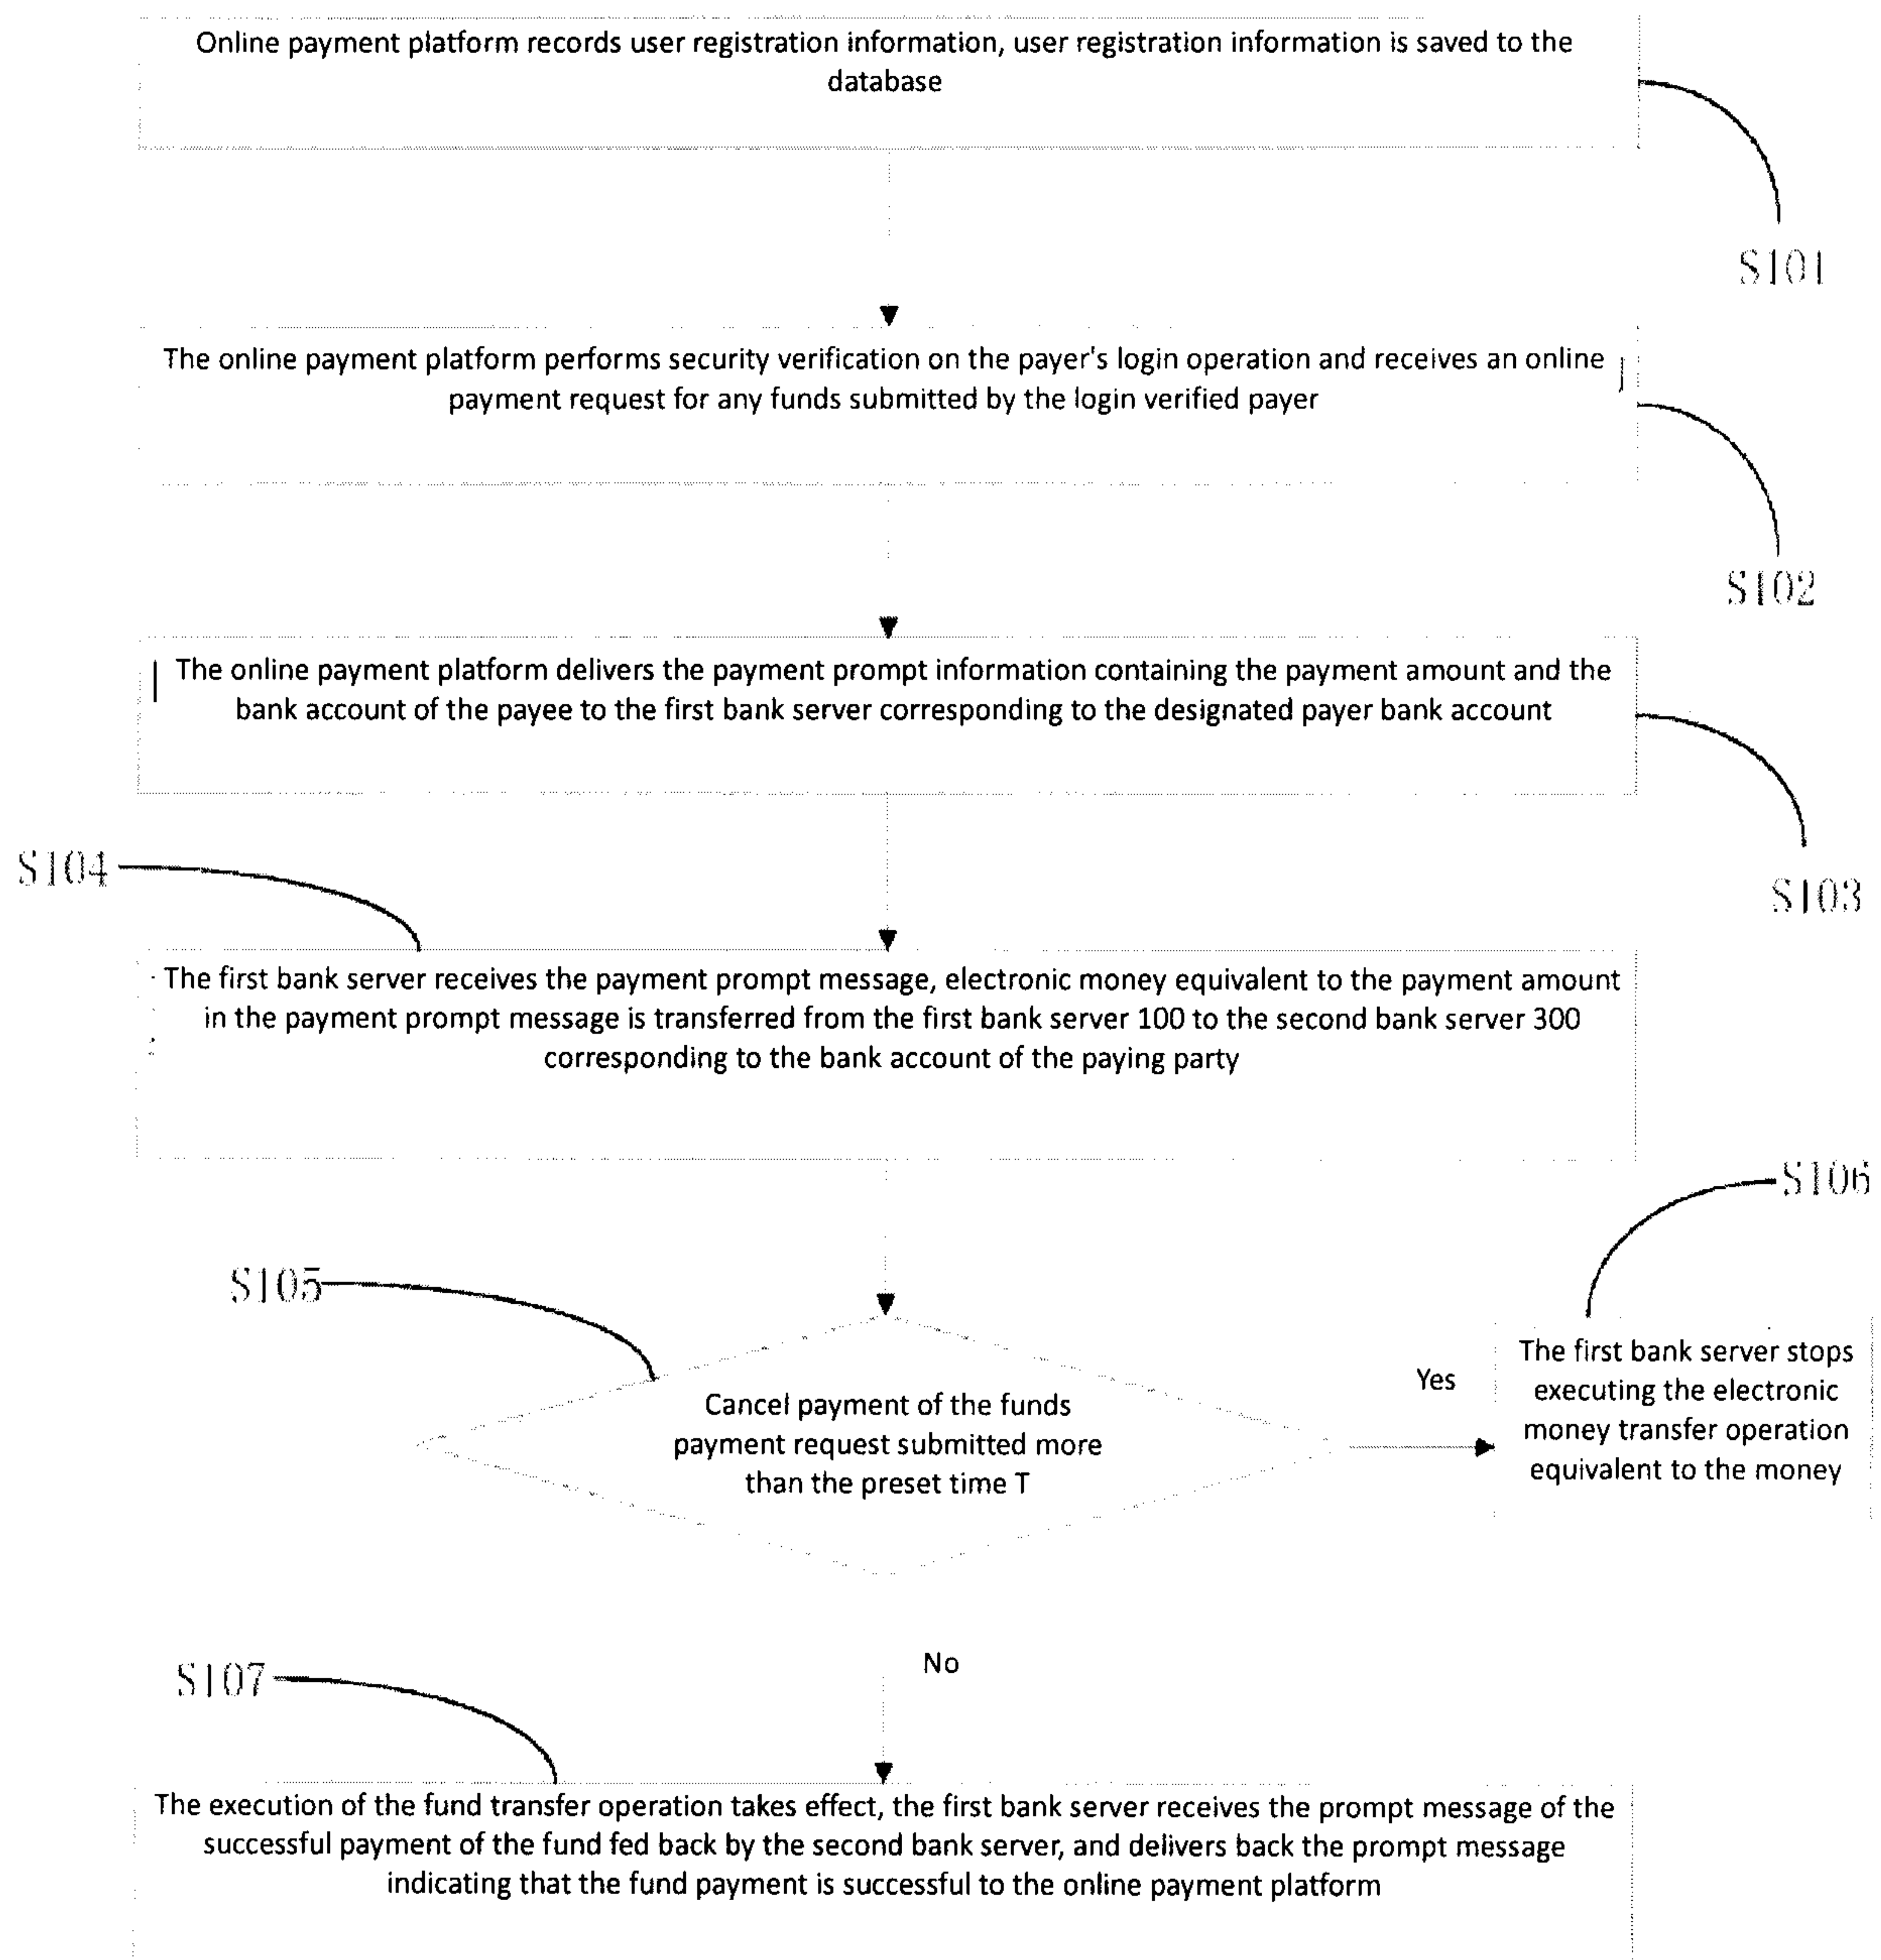 Online payment platform records user registration information, user registration information is saved to the
database
S101
The online payment platform performs security verification on the payer's login operation and receives an online
payment request for any funds submitted by the login verified payer
S102
The online payment platform delivers the payment prompt information containing the payment amount and the
bank account of the payee to the first bank server corresponding to the designated payer bank account
S103
S104
The first bank server receives the payment prompt message, electronic money equivalent to the payment amount
in the payment prompt message is transferred from the first bank server 100 to the second bank server 300
corresponding to the bank account of the paying party
S106
S105
Cancel payment of the funds
payment request submitted more
than the preset time T
Yes
The first bank server stops
executing the electronic
money transfer operation
equivalent to the money
No
S107
The execution of the fund transfer operation takes effect, the first bank server receives the prompt message of the
successful payment of the fund fed back by the second bank server, and delivers back the prompt message
indicating that the fund payment is successful to the online payment platform